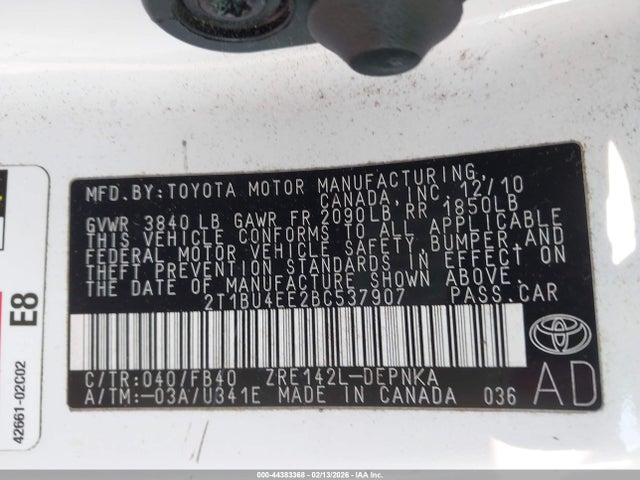 MFD. BY: TOYOTA MOTOR MANUFACTURING,
CANADA, INC. 12/10
GVWR 3840 LB GAWR FR 2090LB RR 1850LB
THIS VEHICLE CONFORMS TO ALL APPLICABLE
FEDERAL MOTOR VEHICLE SAFETY, BUMPER, AND
THEFT PREVENTION STANDARDS IN EFFECT ON
THE DATE OF MANUFACTURE SHOWN ABOVE.
2T1BU4EE2BC537907 PASS. CAR
C/TR: 040/FB40 ZRE142L-DEPNKA
A/TM: -03A/U341E MADE IN CANADA 036
AD
E8
42661-02C02
000-44383368 - 02/13/2026 - IAA Inc.